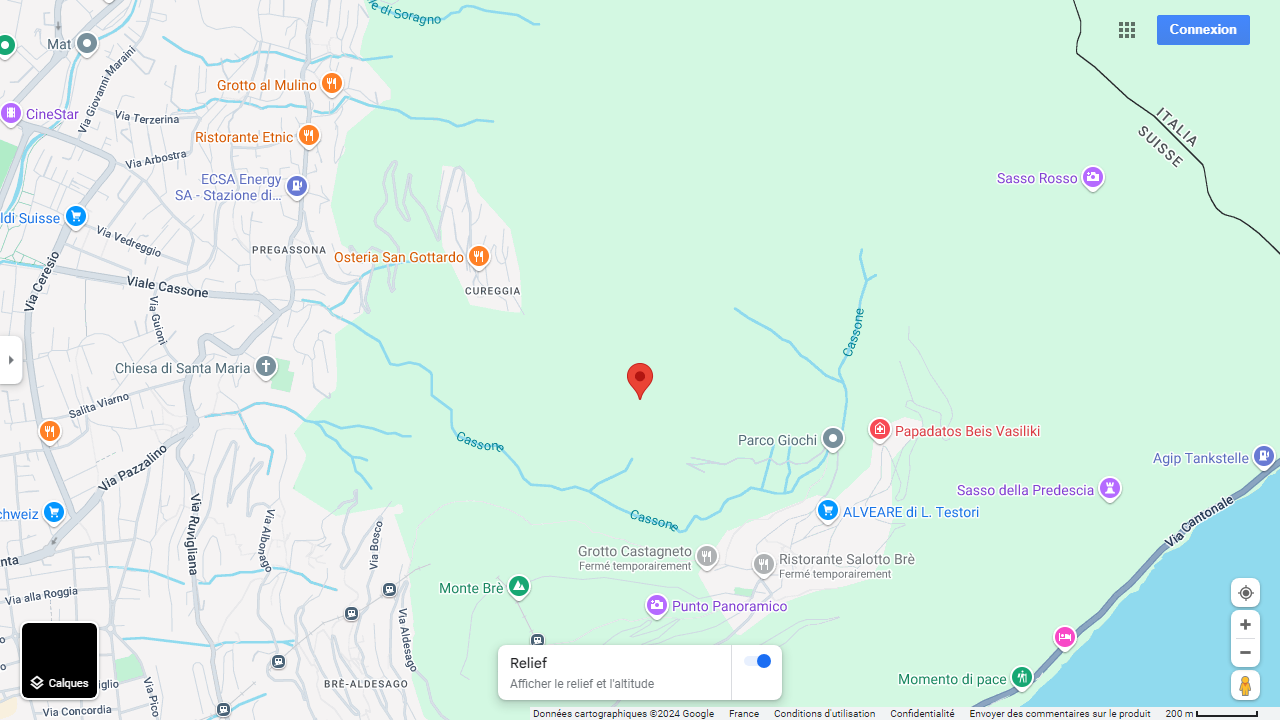 e di Soragno
Mat
Connexion
Via Giovanni Maraini
Grotto al Mulino
CineStar
Via Terzerina
ITALIA
SUISSE
Ristorante Etnic
Via Arbostra
ECSA Energy
SA - Stazione di...
Sasso Rosso
ldi Suisse
Via Vedreggio
PREGASSONA
Osteria San Gottardo
Via Ceresio
Viale Cassone
CUREGGIA
Via Guioni
Cassone
Chiesa di Santa Maria
Salita Viarno
Cassone
Parco Giochi
Papadatos Beis Vasiliki
Via Pazzalino
Agip Tankstelle
Sasso della Predescia
chweiz
Via Ruvigliana
Via Albonago
Via Bosco
Cassone
ALVEARE di L. Testori
Via Cantonale
nta
Grotto Castagneto
Fermé temporairement
Ristorante Salotto Brè
Fermé temporairement
Via alla Roggia
Monte Brè
Punto Panoramico
Via Aldesago
Relief
Afficher le relief et l'altitude
Calques
iglio
BRÈ-ALDESAGO
Momento di pace
Via Pico
Via Concordia
Données cartographiques ©2024 Google
France
Conditions d'utilisation
Confidentialité
Envoyer des commentaires sur le produit
200 m